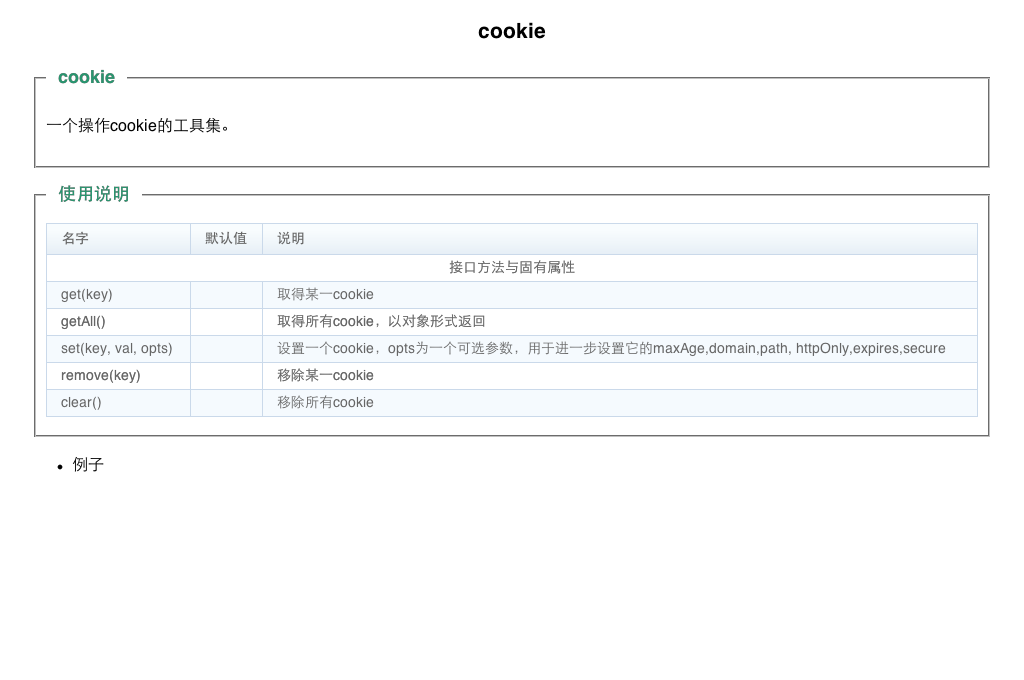 cookie
cookie
一个操作cookie的工具集。
使用说明
名字 默认值 说明
接口方法与固有属性
get(key) 取得某一cookie
getAll() 取得所有cookie，以对象形式返回
set(key, val, opts) 设置一个cookie，opts为一个可选参数，用于进一步设置它的maxAge,domain,path, httpOnly,expires,secure
remove(key) 移除某一cookie
clear() 移除所有cookie
• 例子